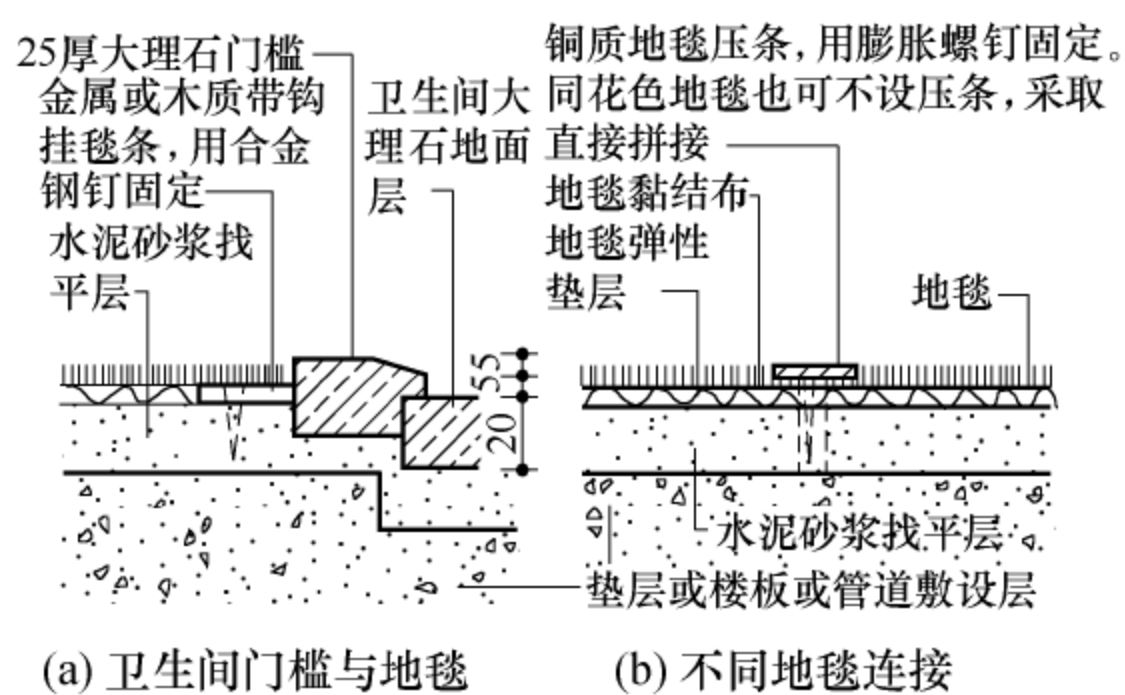 25厚大理石门槛
金属或木质带钩
挂毯条，用合金
钢钉固定
水泥砂浆找
平层
卫生间大
理石地面
层
55
20
铜质地毯压条，用膨胀螺钉固定。
同花色地毯也可不设压条，采取
直接拼接
地毯黏结布
地毯弹性
垫层
地毯
水泥砂浆找平层
垫层或楼板或管道敷设层
(a) 卫生间门槛与地毯
(b) 不同地毯连接